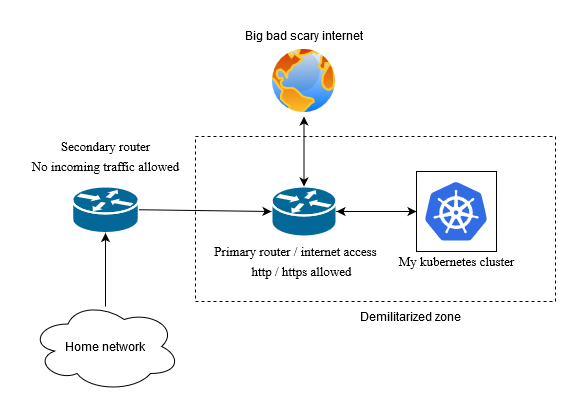 Big bad scary internet
Secondary router
No incoming traffic allowed
Primary router / internet access
http / https allowed
My kubernetes cluster
Demilitarized zone
Home network